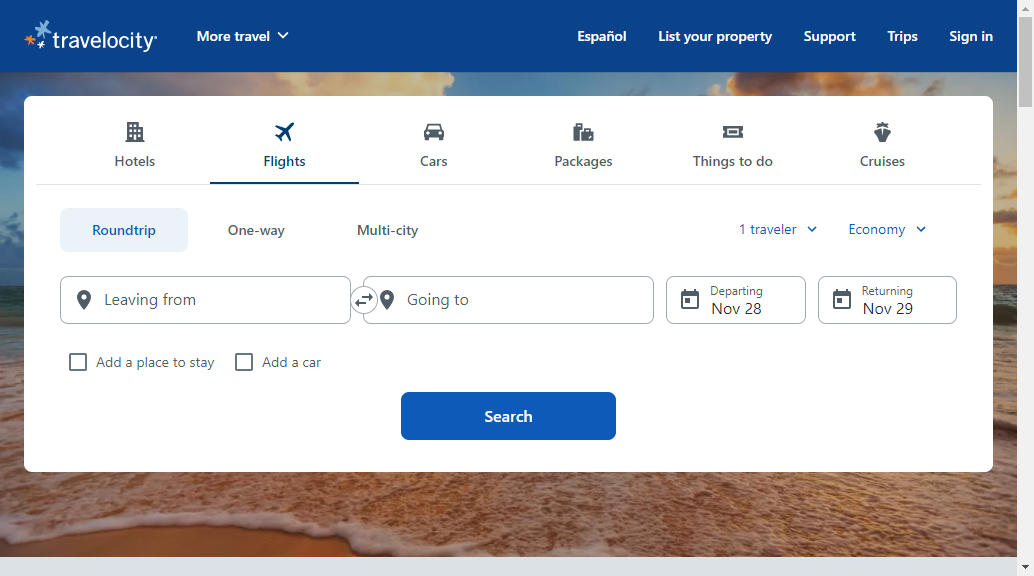 travelocity
More travel
Español
List your property
Support
Trips
Sign in
Hotels
Flights
Cars
Packages
Things to do
Cruises
Roundtrip
One-way
Multi-city
1 traveler
Economy
Leaving from
Going to
Departing
Nov 28
Returning
Nov 29
Add a place to stay
Add a car
Search